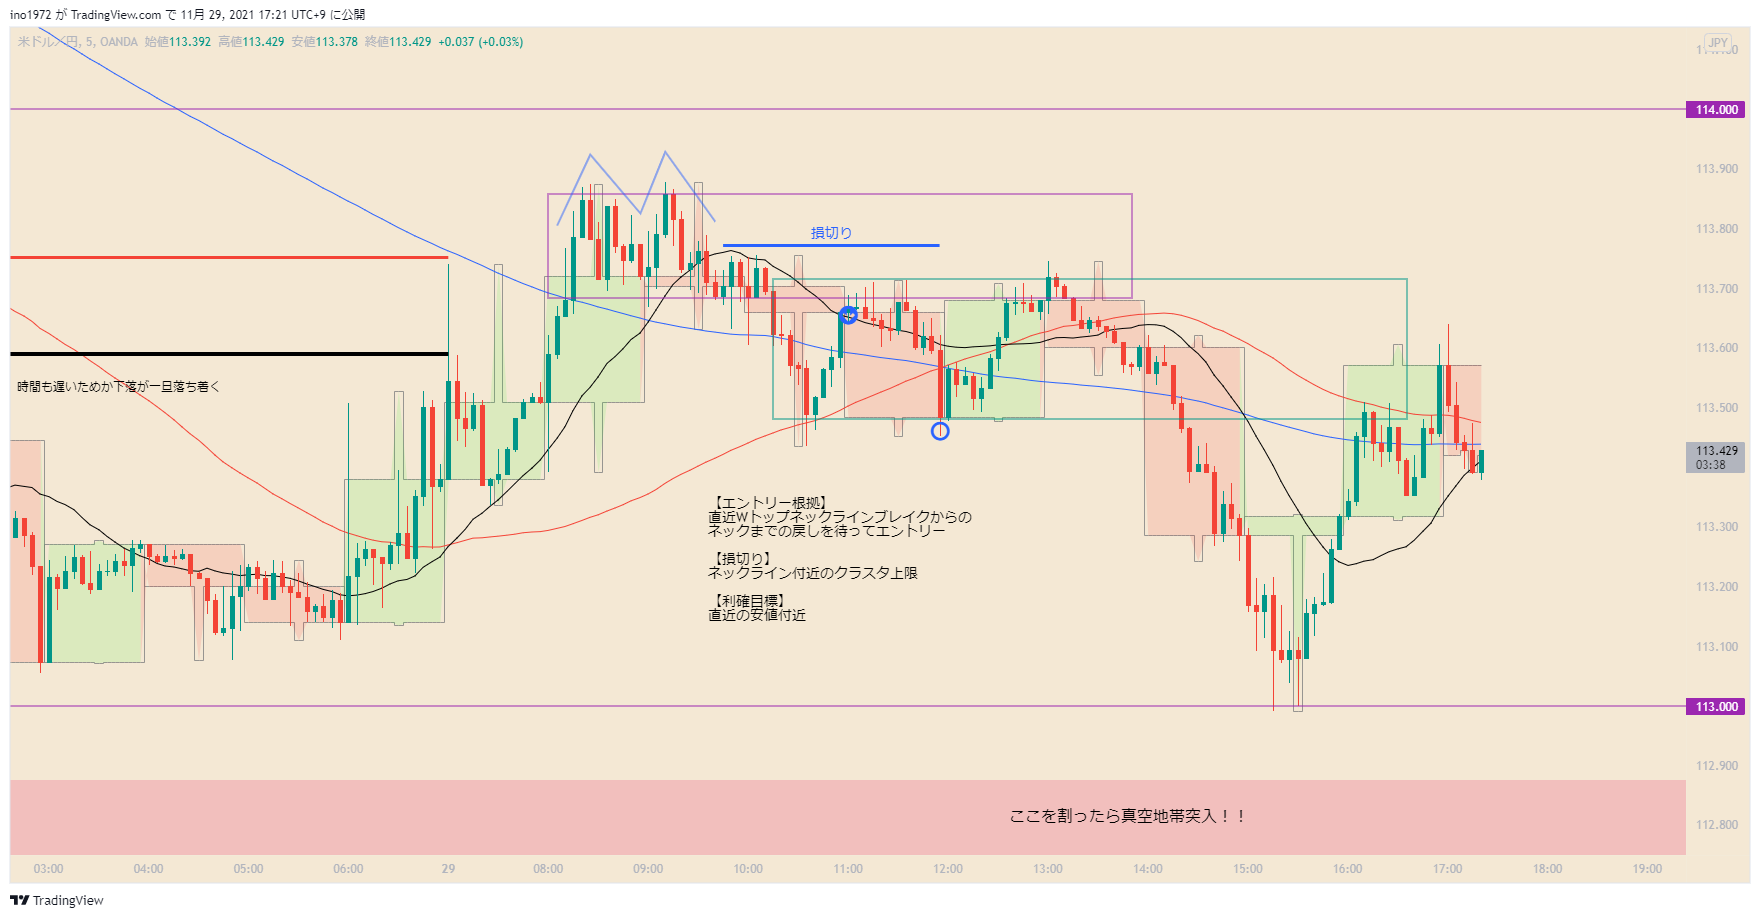 ino1972 が TradingView.com で 11月 29, 2021 17:21 UTC+9 に公開
米ドル／円, 5, OANDA 始値113.392 高値113.429 安値113.378 終値113.429 +0.037 (+0.03%)
JPY
114.000
113.900
113.800
損切り
113.700
113.600
時間も遅いためか下落が一旦落ち着く
113.500
113.429
03:38
【エントリー根拠】
直近Wトップネックラインブレイクからの
ネックまでの戻しを待ってエントリー
113.300
【損切り】
ネックライン付近のクラスタ上限
113.200
【利確目標】
直近の安値付近
113.100
113.000
112.900
ここを割ったら真空地帯突入！！
112.800
03:00 04:00 05:00 06:00 29 08:00 09:00 10:00 11:00 12:00 13:00 14:00 15:00 16:00 17:00 18:00 19:00
TradingView